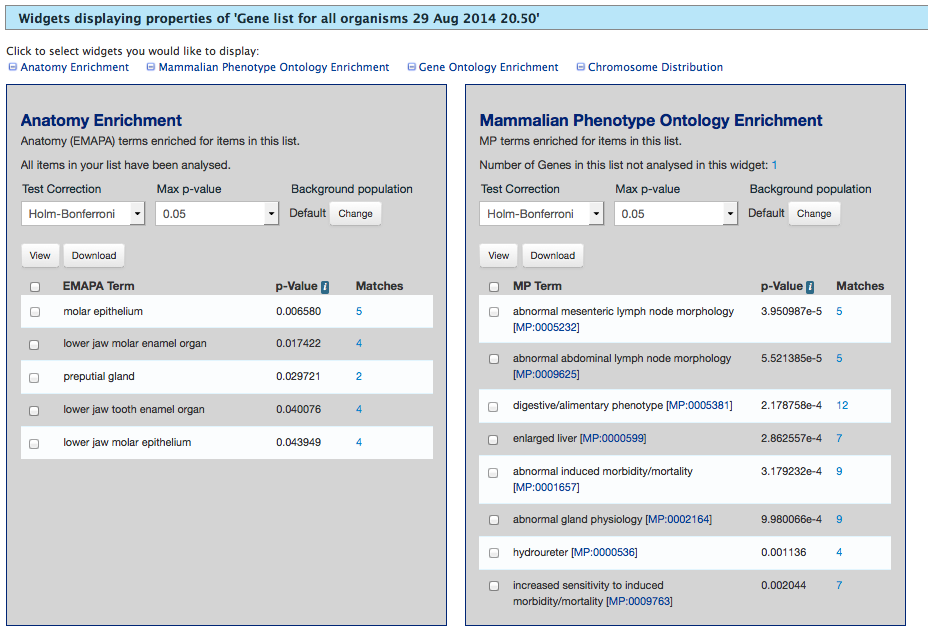 Widgets displaying properties of 'Gene list for all organisms 29 Aug 2014 20.50'
Click to select widgets you would like to display:
Anatomy Enrichment Mammalian Phenotype Ontology Enrichment Gene Ontology Enrichment Chromosome Distribution
Anatomy Enrichment
Anatomy (EMAPA) terms enriched for items in this list.
All items in your list have been analysed.
Test Correction Max p-value Background population
Holm-Bonferroni 0.05 Default Change
View Download
EMAPA Term p-Value i Matches
molar epithelium 0.006580 5
lower jaw molar enamel organ 0.017422 4
preputial gland 0.029721 2
lower jaw tooth enamel organ 0.040076 4
lower jaw molar epithelium 0.043949 4
Mammalian Phenotype Ontology Enrichment
MP terms enriched for items in this list.
Number of Genes in this list not analysed in this widget: 1
Test Correction Max p-value Background population
Holm-Bonferroni 0.05 Default Change
View Download
MP Term p-Value i Matches
abnormal mesenteric lymph node morphology 3.950987e-5 5
[MP:0005232]
abnormal abdominal lymph node morphology 5.521385e-5 5
[MP:0009625]
digestive/alimentary phenotype [MP:0005381] 2.178758e-4 12
enlarged liver [MP:0000599] 2.862557e-4 7
abnormal induced morbidity/mortality 3.179232e-4 9
[MP:0001657]
abnormal gland physiology [MP:0002164] 9.980066e-4 9
hydroureter [MP:0000536] 0.001136 4
increased sensitivity to induced 0.002044 7
morbidity/mortality [MP:0009763]